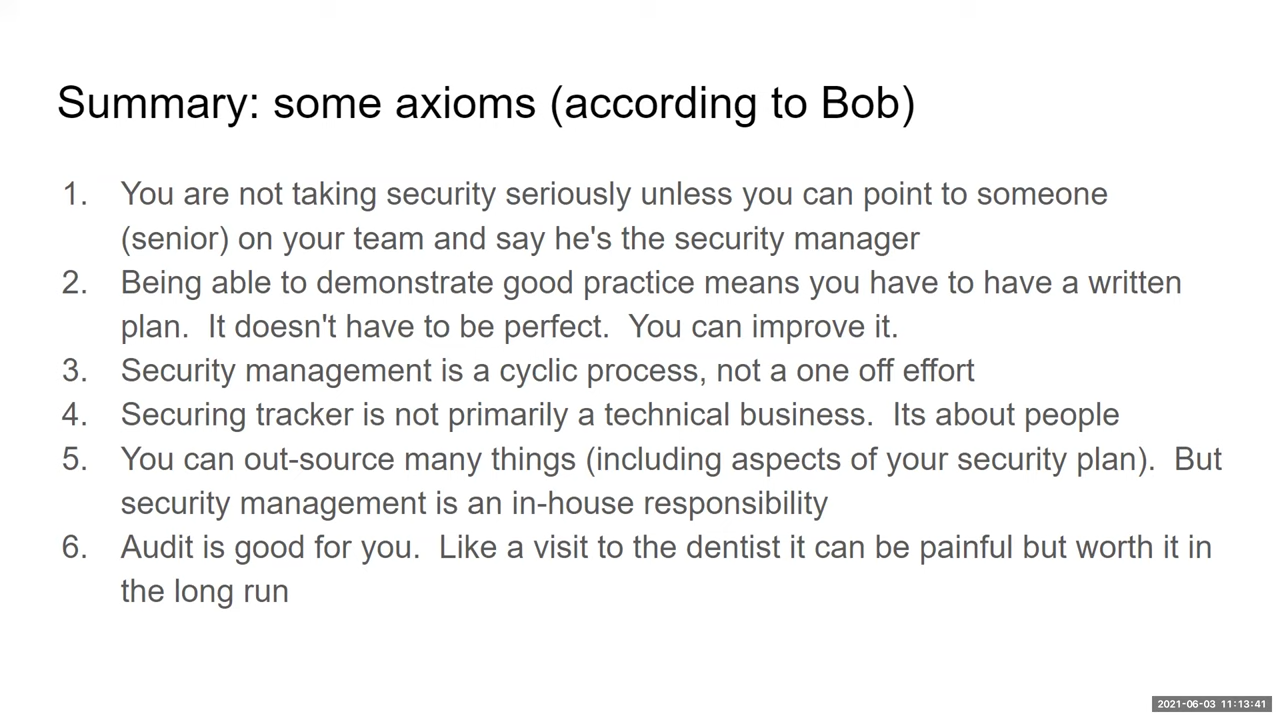 Summary: some axioms (according to Bob)
1. You are not taking security seriously unless you can point to someone
(senior) on your team and say he's the security manager
2. Being able to demonstrate good practice means you have to have a written
plan.  It doesn't have to be perfect.  You can improve it.
3. Security management is a cyclic process, not a one off effort
4. Securing tracker is not primarily a technical business.  Its about people
5. You can out-source many things (including aspects of your security plan).  But
security management is an in-house responsibility
6. Audit is good for you.  Like a visit to the dentist it can be painful but worth it in
the long run
2021-06-03 11:13:41